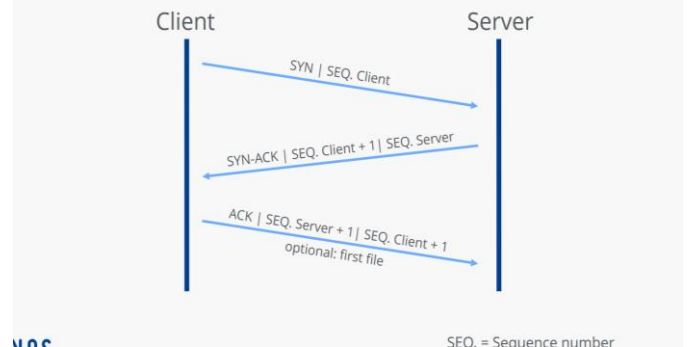 Client
Server
SYN | SEQ. Client
SYN-ACK | SEQ. Client + 1| SEQ. Server
ACK | SEQ. Server + 1| SEQ. Client + 1
optional: first file
SEQ. = Sequence number